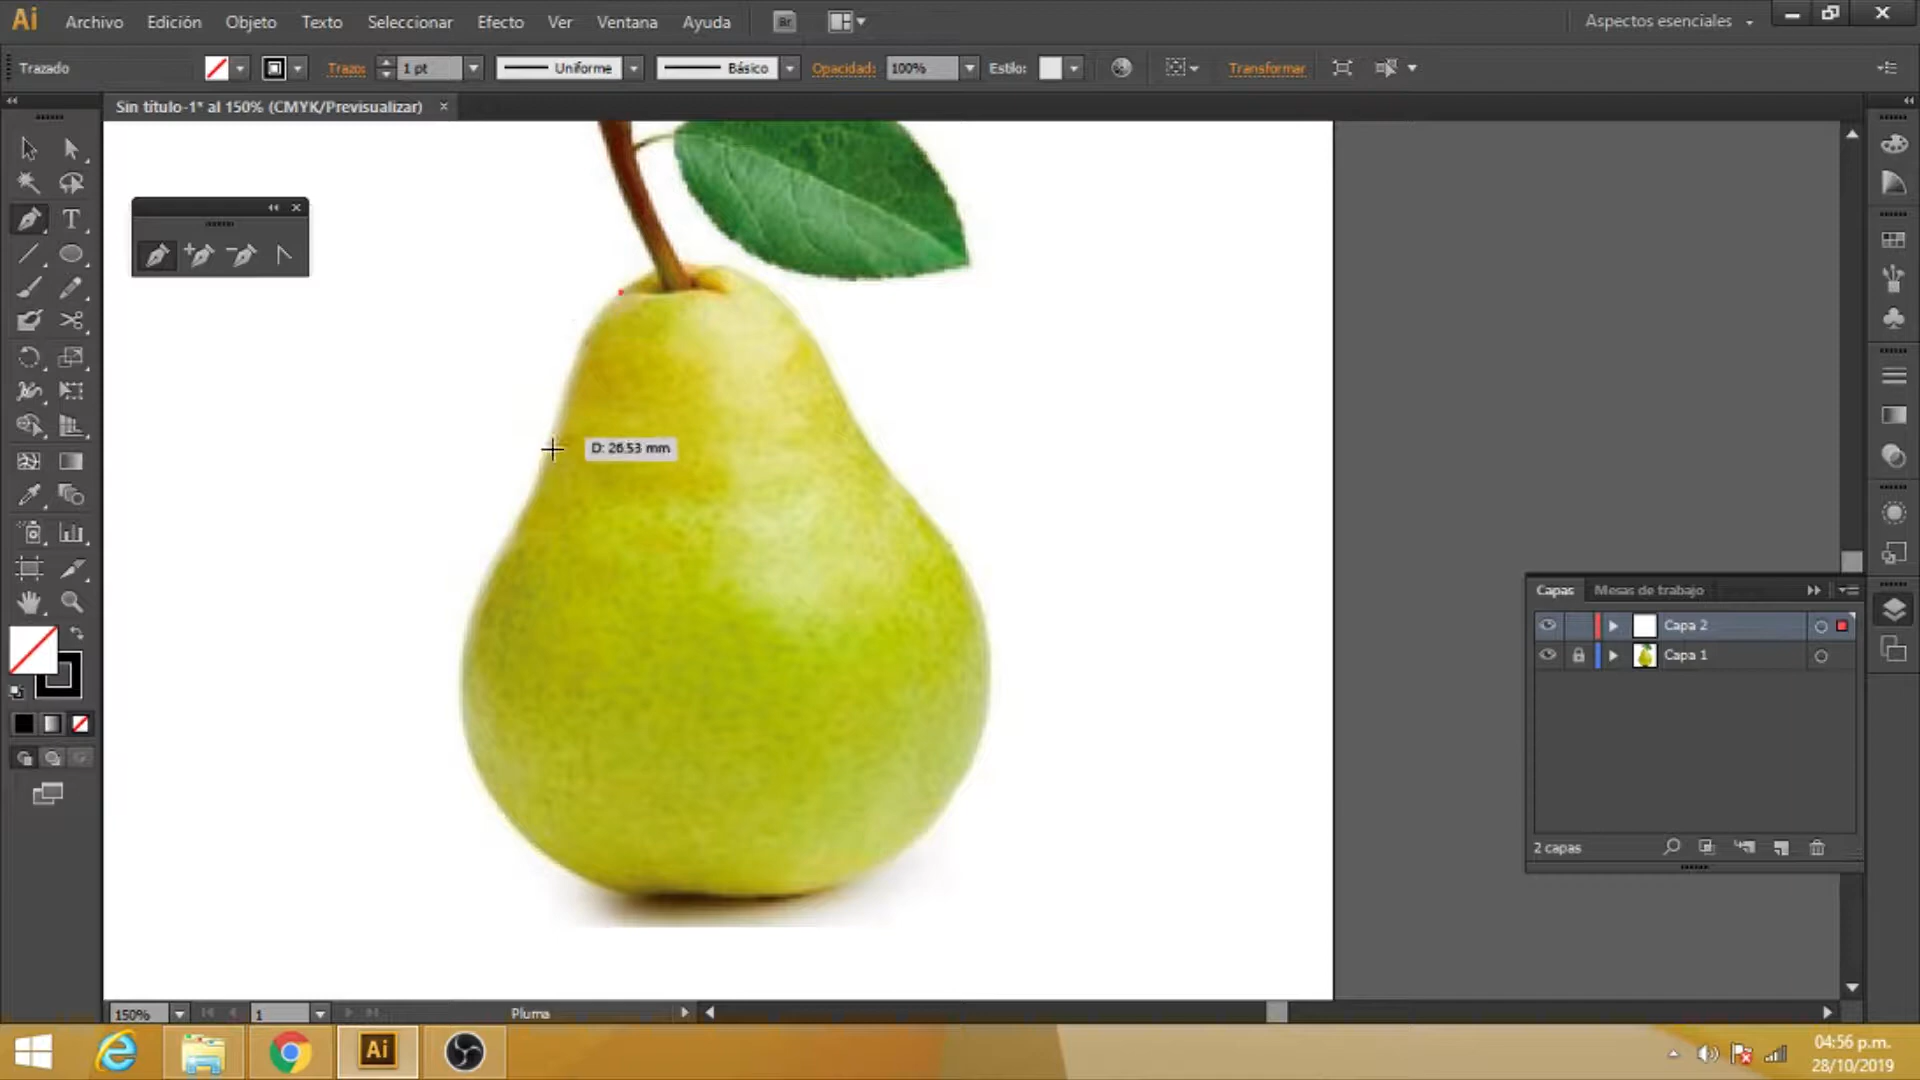 Ai Archivo Edición Objeto Texto Seleccionar Efecto Ver Ventana Ayuda Br Aspectos esenciales
Trazado Trazo: 1 pt Uniforme Básico Opacidad: 100% Estilo: Transformar
Sin título-1* al 150% (CMYK/Previsualizar) ×
T
D: 26.53 mm
Capas Mesas de trabajo
Capa 2
Capa 1
2 capas
150% 1 Pluma
Ai
04:56 p.m.
28/10/2019